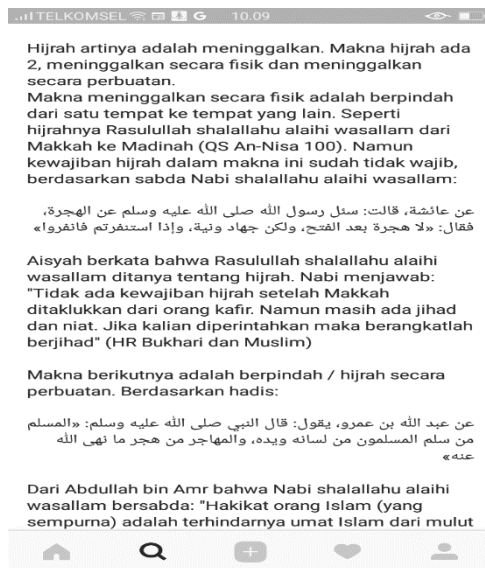 TELKOMSEL G 10.09
Hijrah artinya adalah meninggalkan. Makna hijrah ada
2, meninggalkan secara fisik dan meninggalkan
secara perbuatan.
Makna meninggalkan secara fisik adalah berpindah
dari satu tempat ke tempat yang lain. Seperti
hijrahnya Rasulullah shalallahu alaihi wasallam dari
Makkah ke Madinah (QS An-Nisa 100). Namun
kewajiban hijrah dalam makna ini sudah tidak wajib,
berdasarkan sabda Nabi shalallahu alaihi wasallam:
عن عائشة، قالت: سئل رسول الله صلى الله عليه وسلم عن الهجرة،
فقال: «لا هجرة بعد الفتح، ولكن جهاد ونية، وإذا استنفرتم فانفروا»
Aisyah berkata bahwa Rasulullah shalallahu alaihi
wasallam ditanya tentang hijrah. Nabi menjawab:
"Tidak ada kewajiban hijrah setelah Makkah
ditaklukkan dari orang kafir. Namun masih ada jihad
dan niat. Jika kalian diperintahkan maka berangkatlah
berjihad" (HR Bukhari dan Muslim)
Makna berikutnya adalah berpindah / hijrah secara
perbuatan. Berdasarkan hadis:
عن عبد الله بن عمرو، يقول: قال النبي صلى الله عليه وسلم: «المسلم
من سلم المسلمون من لسانه ويده، والمهاجر من هجر ما نهى الله
عنه»
Dari Abdullah bin Amr bahwa Nabi shalallahu alaihi
wasallam bersabda: "Hakikat orang Islam (yang
sempurna) adalah terhindarnya umat Islam dari mulut